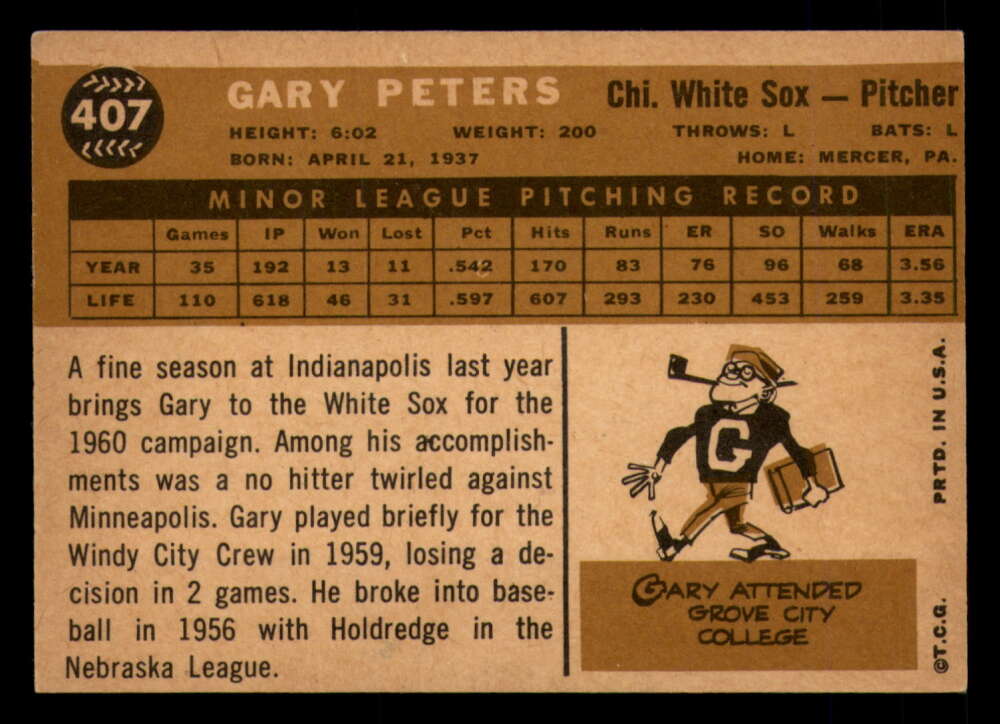 407
GARY PETERS
Chi. White Sox — Pitcher
HEIGHT: 6:02 WEIGHT: 200 THROWS: L BATS: L
BORN: APRIL 21, 1937 HOME: MERCER, PA.
MINOR LEAGUE PITCHING RECORD
Games IP Won Lost Pct Hits Runs ER SO Walks ERA
YEAR 35 192 13 11 .542 170 83 76 96 68 3.56
LIFE 110 618 46 31 .597 607 293 230 453 259 3.35
A fine season at Indianapolis last year
brings Gary to the White Sox for the
1960 campaign. Among his accomplish-
ments was a no hitter twirled against
Minneapolis. Gary played briefly for the
Windy City Crew in 1959, losing a de-
cision in 2 games. He broke into base-
ball in 1956 with Holdredge in the
Nebraska League.
G
GARY ATTENDED
GROVE CITY
COLLEGE
©T.C.G. PRTD. IN U.S.A.